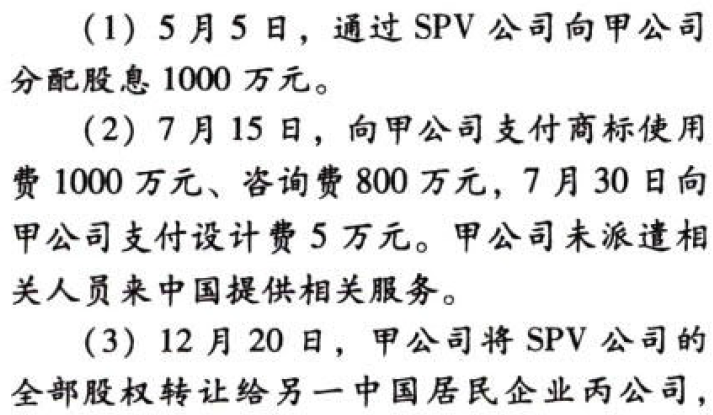 (1) 5月5日，通过SPV公司向甲公司
分配股息1000万元。
(2) 7月15日，向甲公司支付商标使用
费1000万元、咨询费800万元，7月30日向
甲公司支付设计费5万元。甲公司未派遣相
关人员来中国提供相关服务。
(3) 12月20日，甲公司将SPV公司的
全部股权转让给另一中国居民企业丙公司，